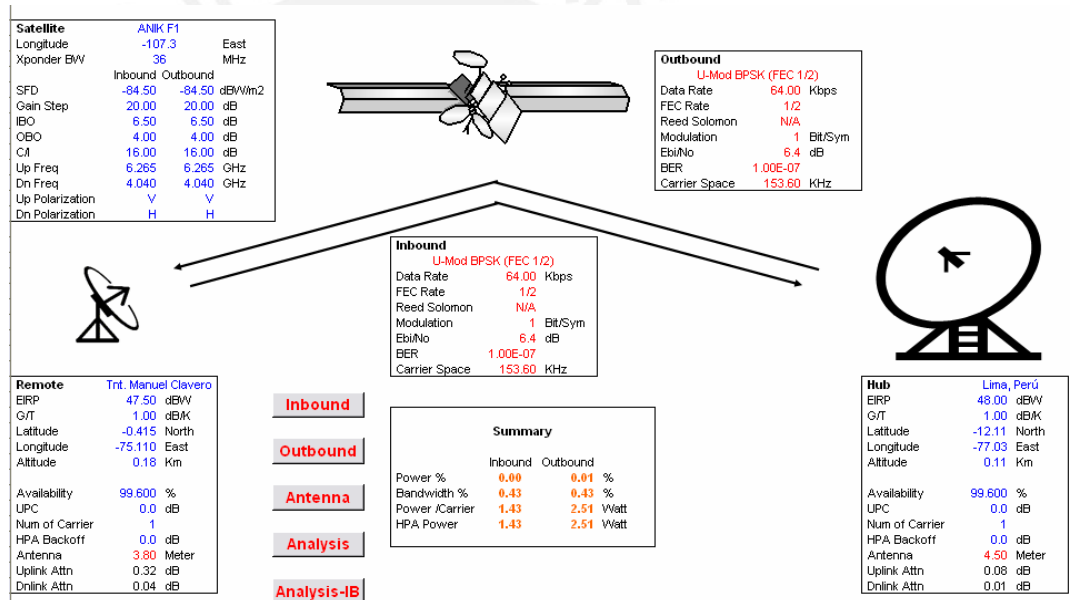 Satellite ANIK F1
Longitude -107.3 East
Xponder BW 36 MHz
Inbound Outbound
SFD -84.50 -84.50 dBW/m2
Gain Step 20.00 20.00 dB
IBO 6.50 6.50 dB
OBO 4.00 4.00 dB
C/I 16.00 16.00 dB
Up Freq 6.265 6.265 GHz
Dn Freq 4.040 4.040 GHz
Up Polarization V V
Dn Polarization H H
Outbound
U-Mod BPSK (FEC 1/2)
Data Rate 64.00 Kbps
FEC Rate 1/2
Reed Solomon N/A
Modulation 1 Bit/Sym
Ebi/No 6.4 dB
BER 1.00E-07
Carrier Space 153.60 KHz
Inbound
U-Mod BPSK (FEC 1/2)
Data Rate 64.00 Kbps
FEC Rate 1/2
Reed Solomon N/A
Modulation 1 Bit/Sym
Ebi/No 6.4 dB
BER 1.00E-07
Carrier Space 153.60 KHz
Remote Tnt. Manuel Clavero
EIRP 47.50 dBW
G/T 1.00 dB/K
Latitude -0.415 North
Longitude -75.110 East
Altitude 0.18 Km
Availability 99.600 %
UPC 0.0 dB
Num of Carrier 1
HPA Backoff 0.0 dB
Antenna 3.80 Meter
Uplink Attn 0.32 dB
Dnlink Attn 0.04 dB
Inbound
Outbound
Antenna
Analysis
Analysis-IB
Summary
Inbound Outbound
Power % 0.00 0.01 %
Bandwidth % 0.43 0.43 %
Power /Carrier 1.43 2.51 Watt
HPA Power 1.43 2.51 Watt
Hub Lima, Perú
EIRP 48.00 dBW
G/T 1.00 dB/K
Latitude -12.11 North
Longitude -77.03 East
Altitude 0.11 Km
Availability 99.600 %
UPC 0.0 dB
Num of Carrier 1
HPA Backoff 0.0 dB
Antenna 4.50 Meter
Uplink Attn 0.08 dB
Dnlink Attn 0.01 dB